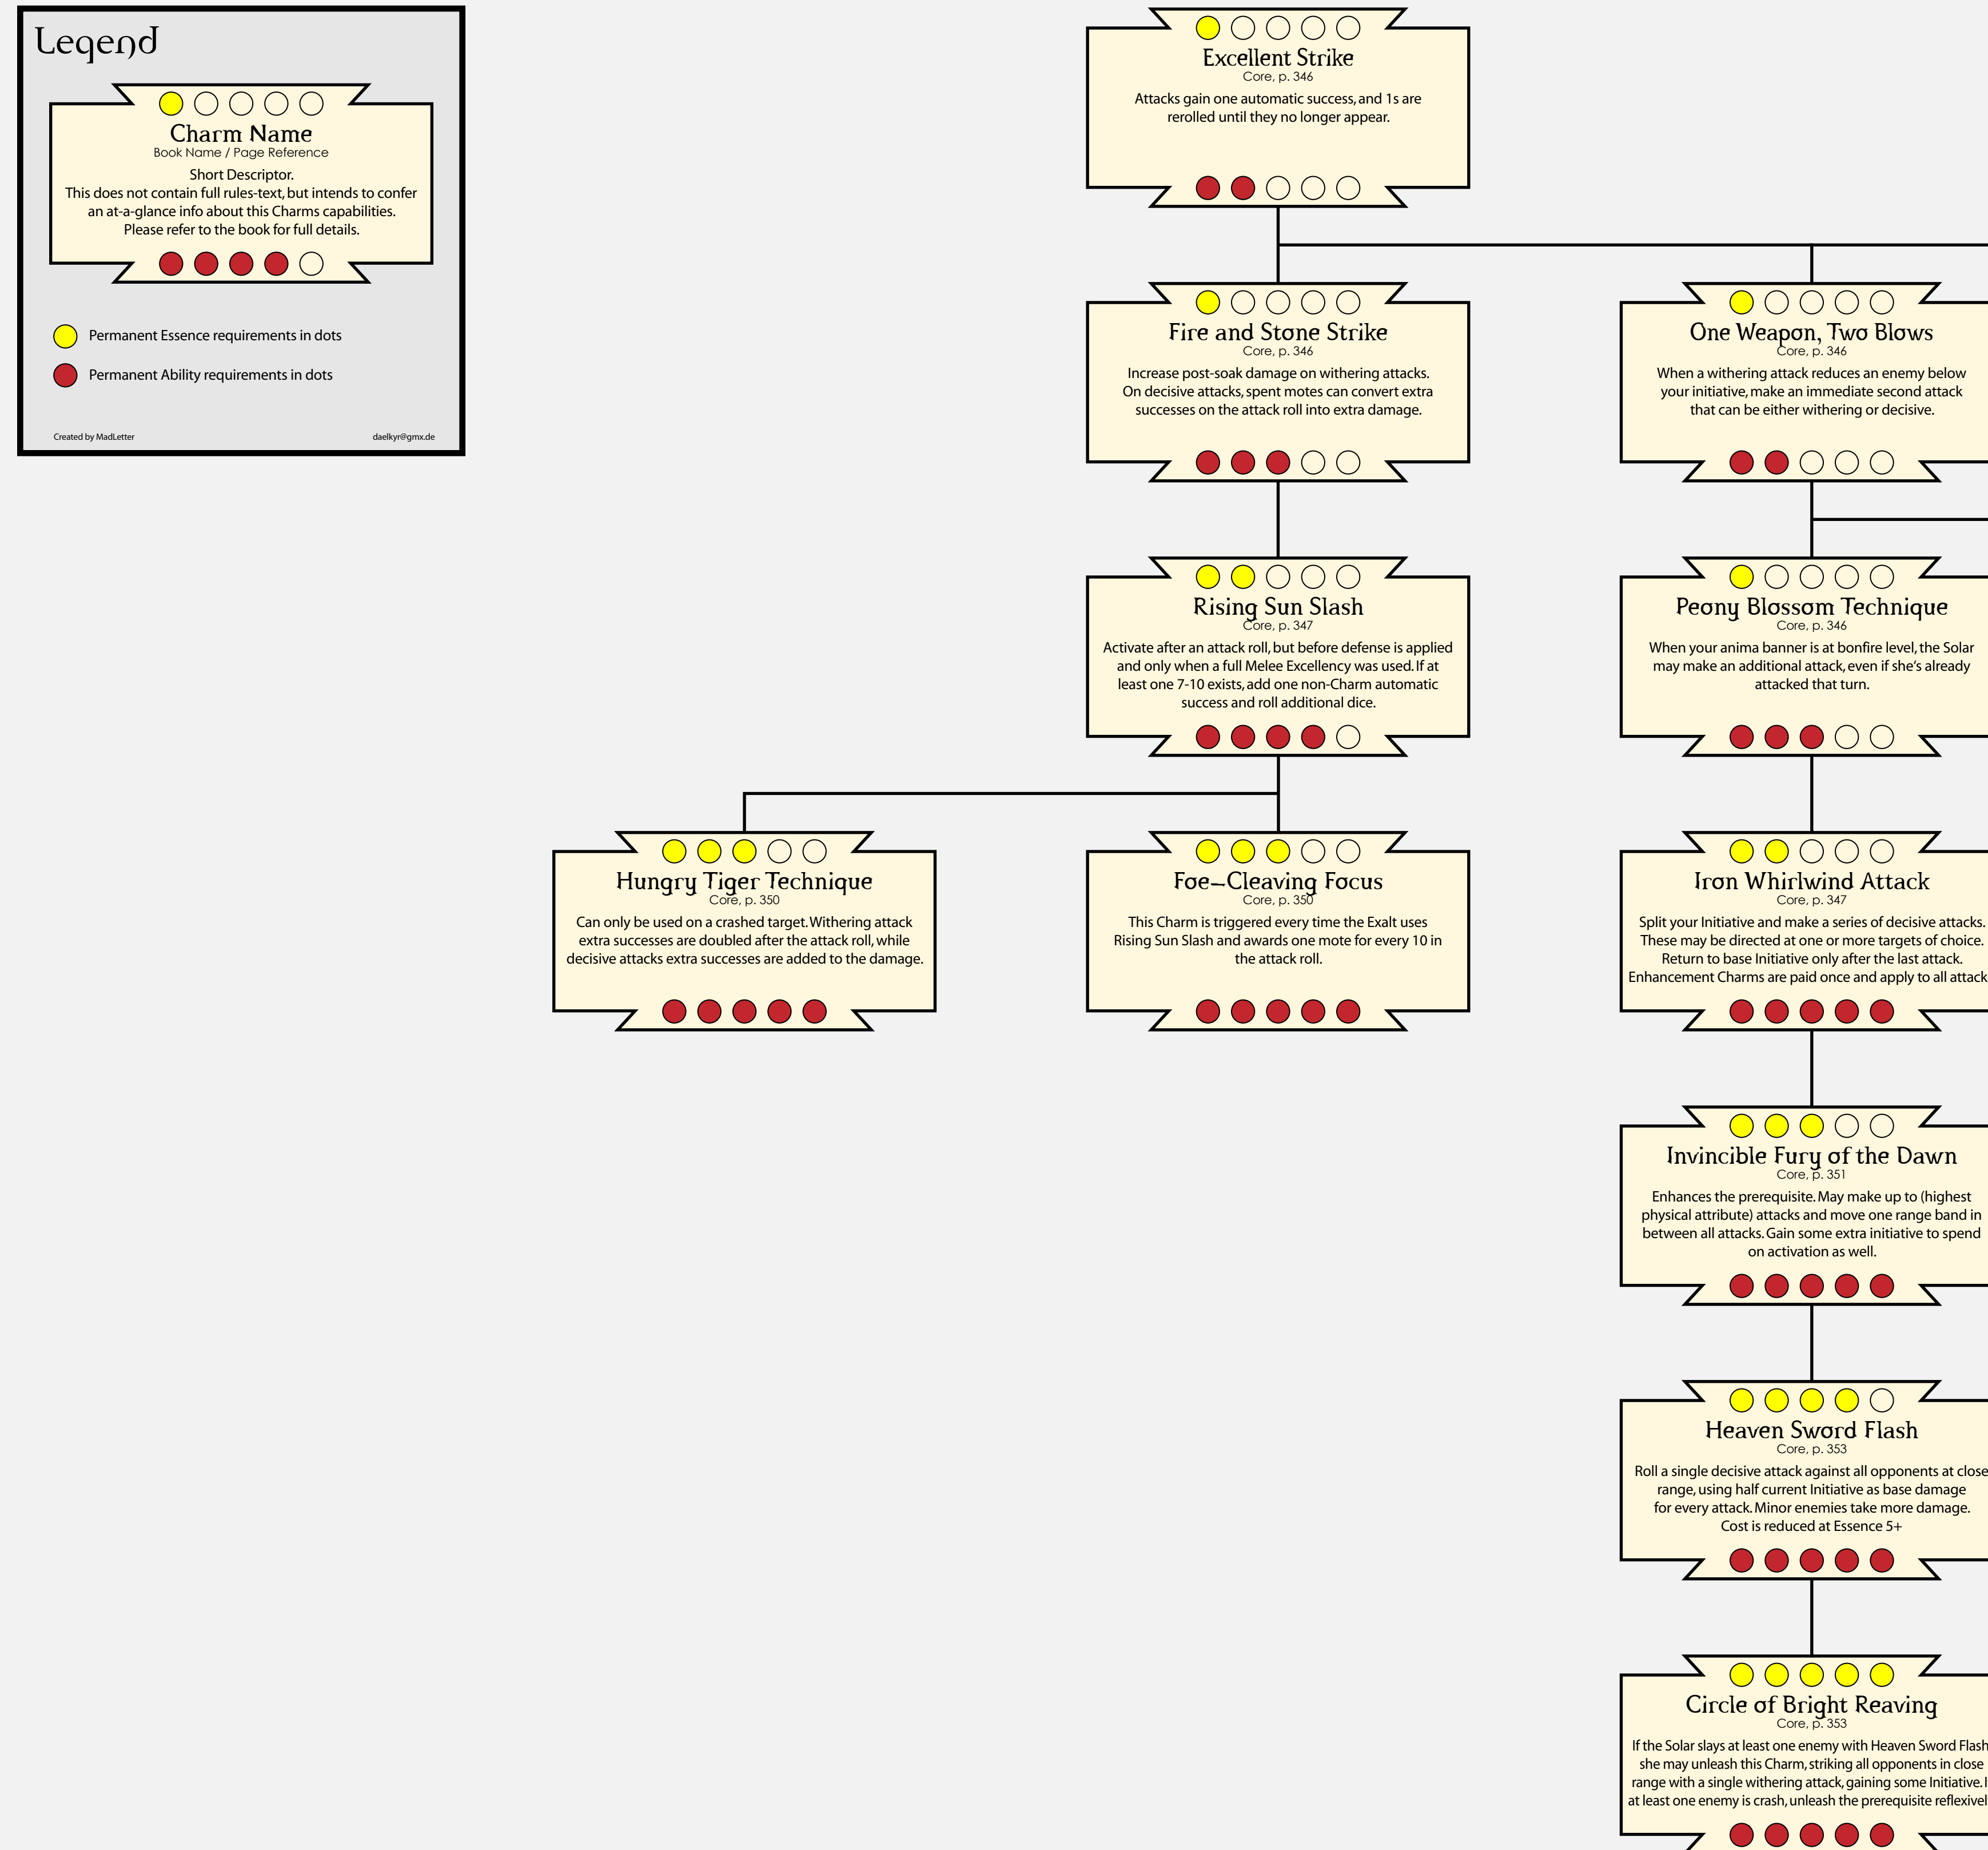 Legend
Charm Name
Book Name / Page Reference
Short Descriptor.
This does not contain full rules-text, but intends to confer
an at-a-glance info about this Charms capabilities.
Please refer to the book for full details.
Permanent Essence requirements in dots
Permanent Ability requirements in dots
Created by MadLetter
daelkyr@gmx.de
Excellent Strike
Core, p. 346
Attacks gain one automatic success, and 1s are
rerolled until they no longer appear.
Fire and Stone Strike
Core, p. 346
Increase post-soak damage on withering attacks.
On decisive attacks, spent motes can convert extra
successes on the attack roll into extra damage.
One Weapon, Two Blows
Core, p. 346
When a withering attack reduces an enemy below
your initiative, make an immediate second attack
that can be either withering or decisive.
Rising Sun Slash
Core, p. 347
Activate after an attack roll, but before defense is applied
and only when a full Melee Excellency was used. If at
least one 7-10 exists, add one non-Charm automatic
success and roll additional dice.
Peony Blossom Technique
Core, p. 346
When your anima banner is at bonfire level, the Solar
may make an additional attack, even if she's already
attacked that turn.
Hungry Tiger Technique
Core, p. 350
Can only be used on a crashed target. Withering attack
extra successes are doubled after the attack roll, while
decisive attacks extra successes are added to the damage.
Foe-Cleaving Focus
Core, p. 350
This Charm is triggered every time the Exalt uses
Rising Sun Slash and awards one mote for every 10 in
the attack roll.
Iron Whirlwind Attack
Core, p. 347
Split your Initiative and make a series of decisive attacks.
These may be directed at one or more targets of choice.
Return to base Initiative only after the last attack.
Enhancement Charms are paid once and apply to all attack
Invincible Fury of the Dawn
Core, p. 351
Enhances the prerequisite. May make up to (highest
physical attribute) attacks and move one range band in
between all attacks. Gain some extra initiative to spend
on activation as well.
Heaven Sword Flash
Core, p. 353
Roll a single decisive attack against all opponents at close
range, using half current Initiative as base damage
for every attack. Minor enemies take more damage.
Cost is reduced at Essence 5+
Circle of Bright Reaving
Core, p. 353
If the Solar slays at least one enemy with Heaven Sword Flash
she may unleash this Charm, striking all opponents in close
range with a single withering attack, gaining some Initiative.
at least one enemy is crash, unleash the prerequisite